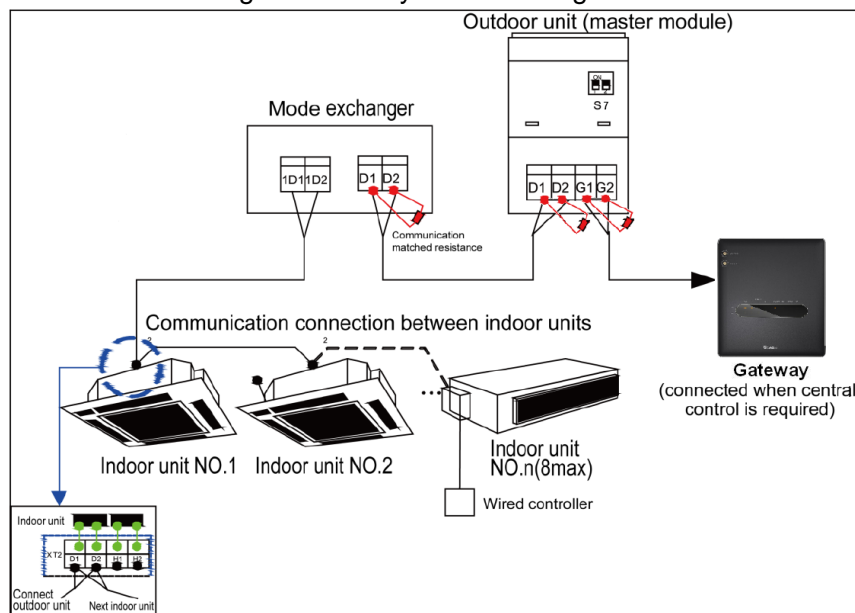 Outdoor unit (master module)
ON
1 2
S7
Mode exchanger
1D1 1D2
D1 D2
D1 D2 G1 G2
Communication
matched resistance
Communication connection between indoor units
2
2
Gateway
(connected when central
control is required)
Indoor unit NO.1
Indoor unit NO.2
Indoor unit
NO.n(8max)
Wired controller
Indoor unit
XT2
D1 D2 H1 H2
Connect
outdoor unit
Next indoor unit